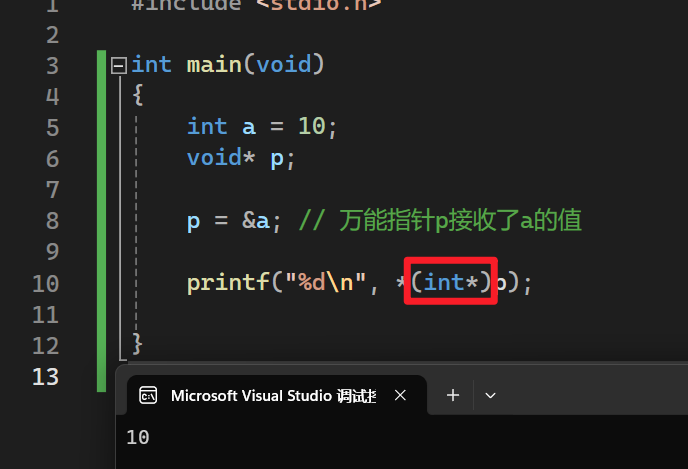 1 #include <stdio.h>
2
3 int main(void)
4 {
5 int a = 10;
6 void* p;
7
8 p = &a; // 万能指针p接收了a的值
9
10 printf("%d\n", *(int*)p);
11
12 }
13
Microsoft Visual Studio 调试
10